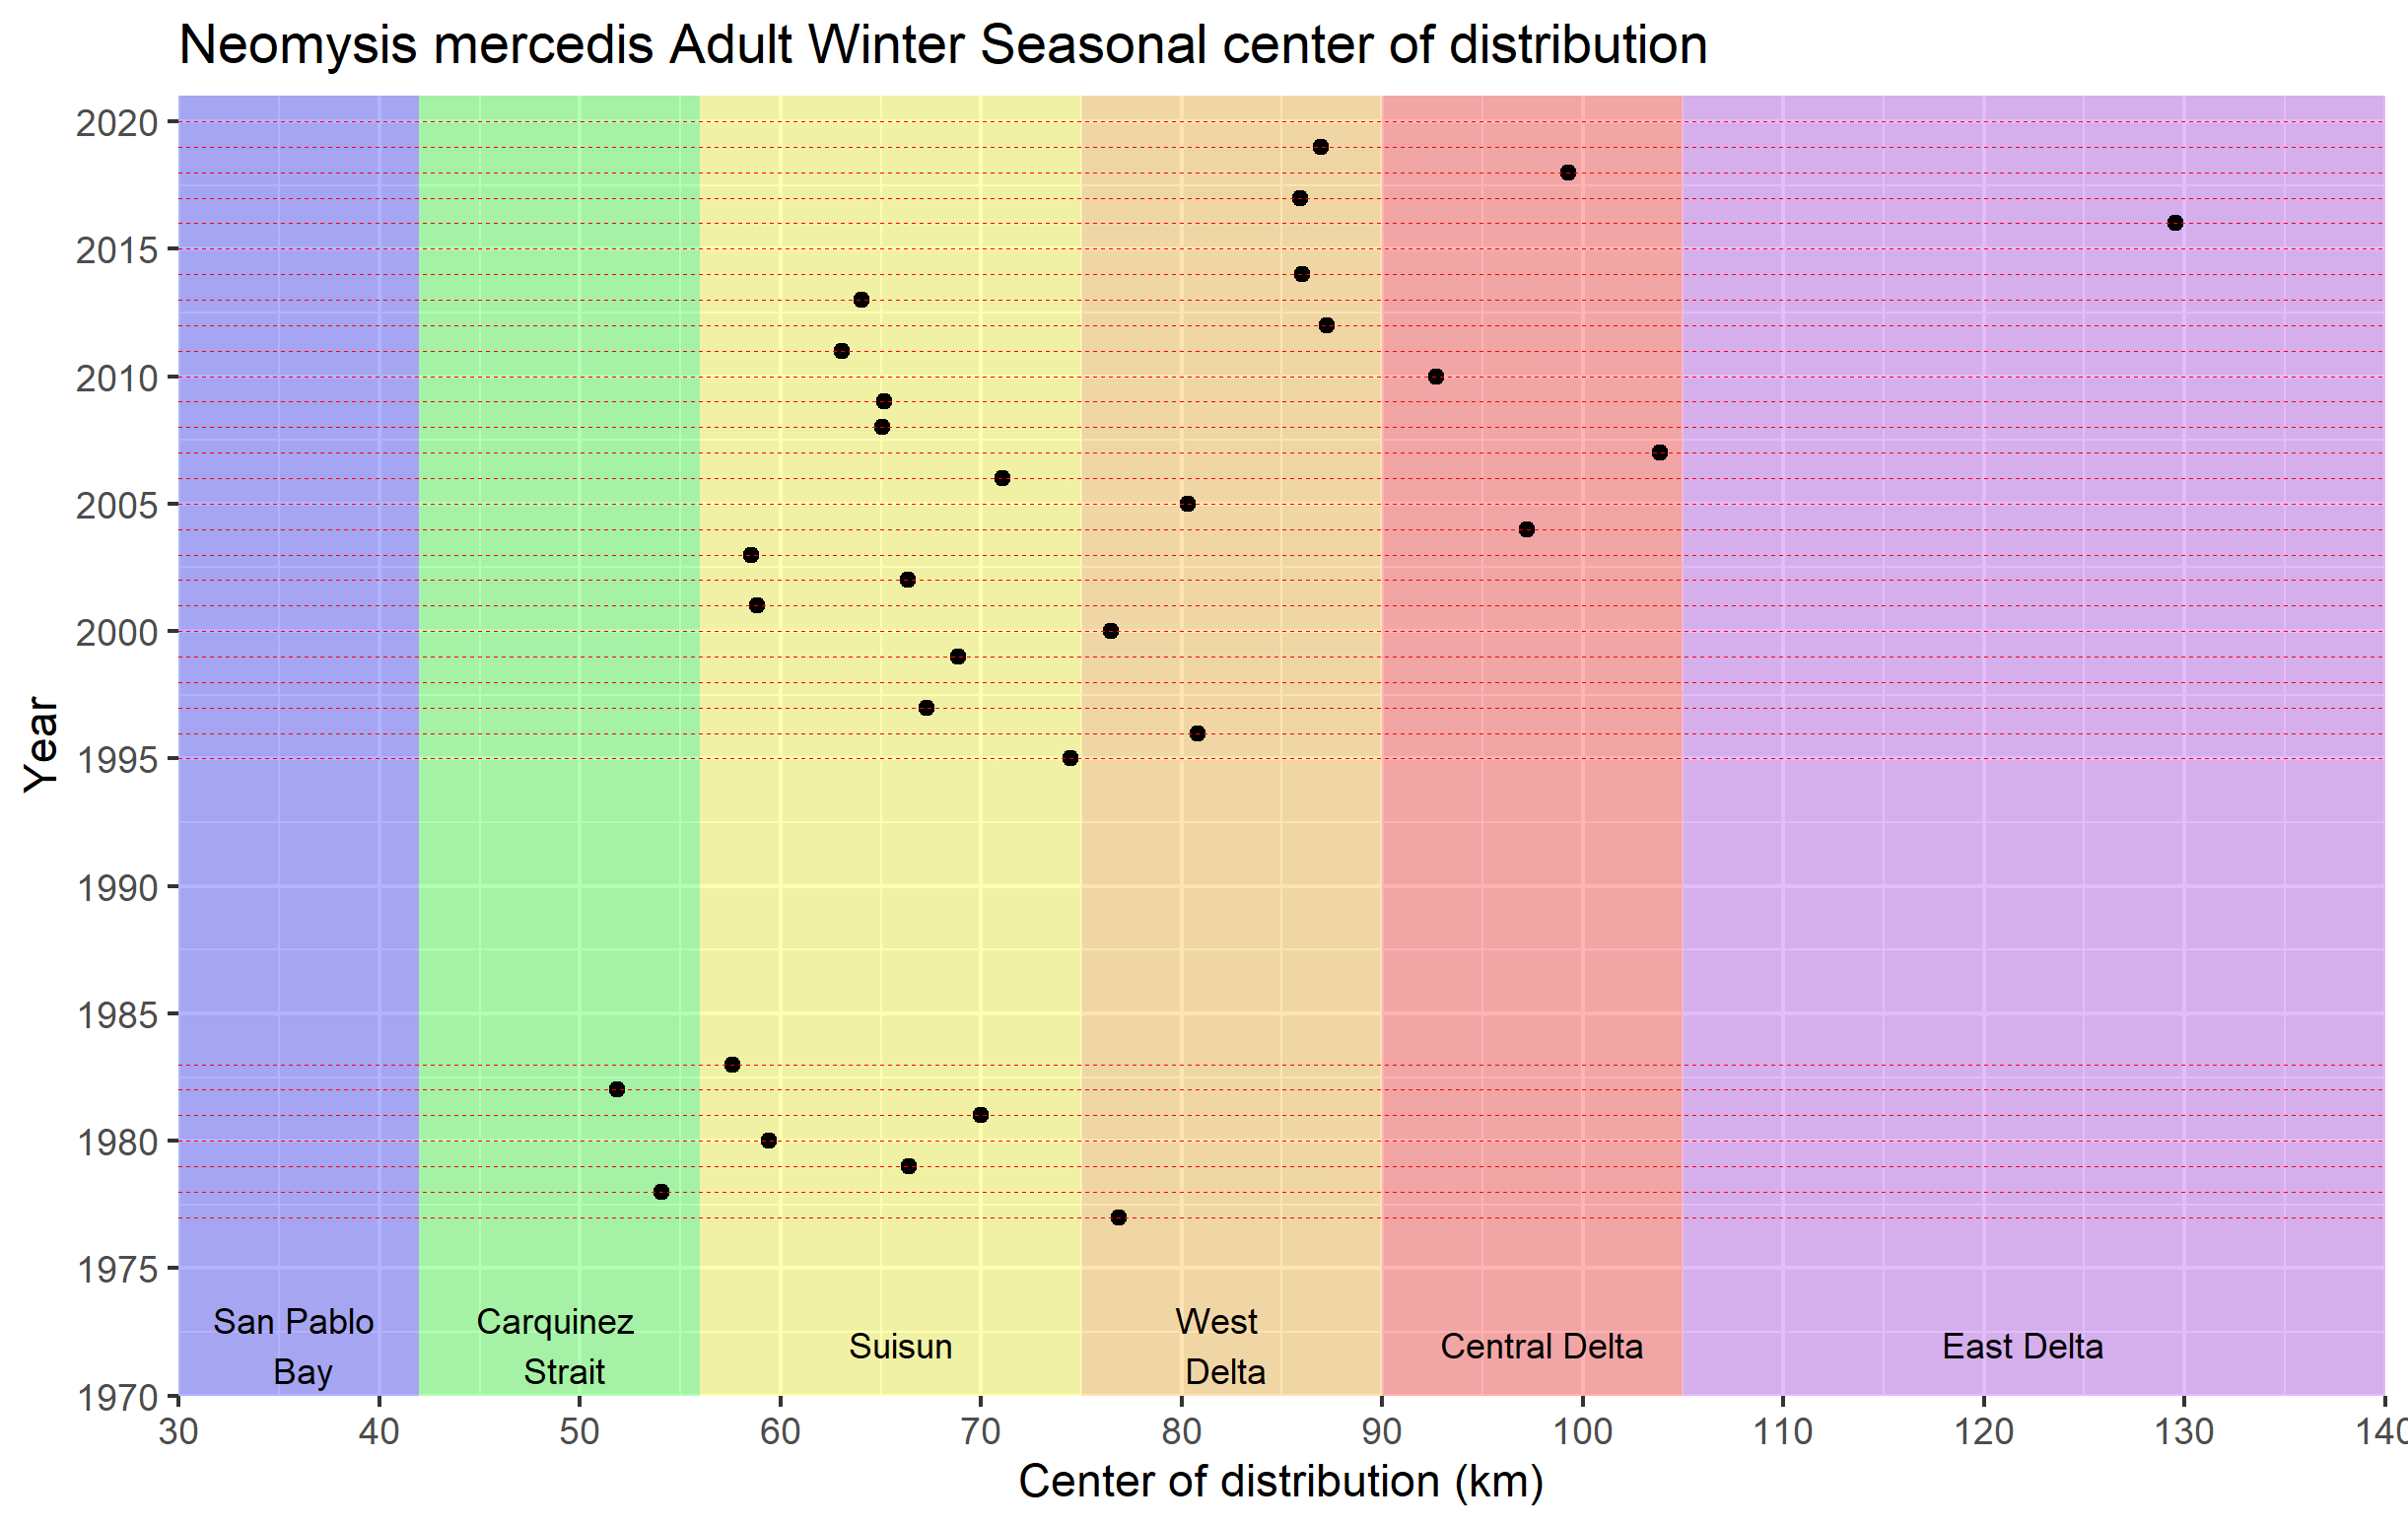 Neomysis mercedis Adult Winter Seasonal center of distribution
Year
2020
2015
2010
2005
2000
1995
1990
1985
1980
1975
1970
San Pablo
Bay
Carquinez
Strait
Suisun
West
Delta
Central Delta
East Delta
30 40 50 60 70 80 90 100 110 120 130 140
Center of distribution (km)